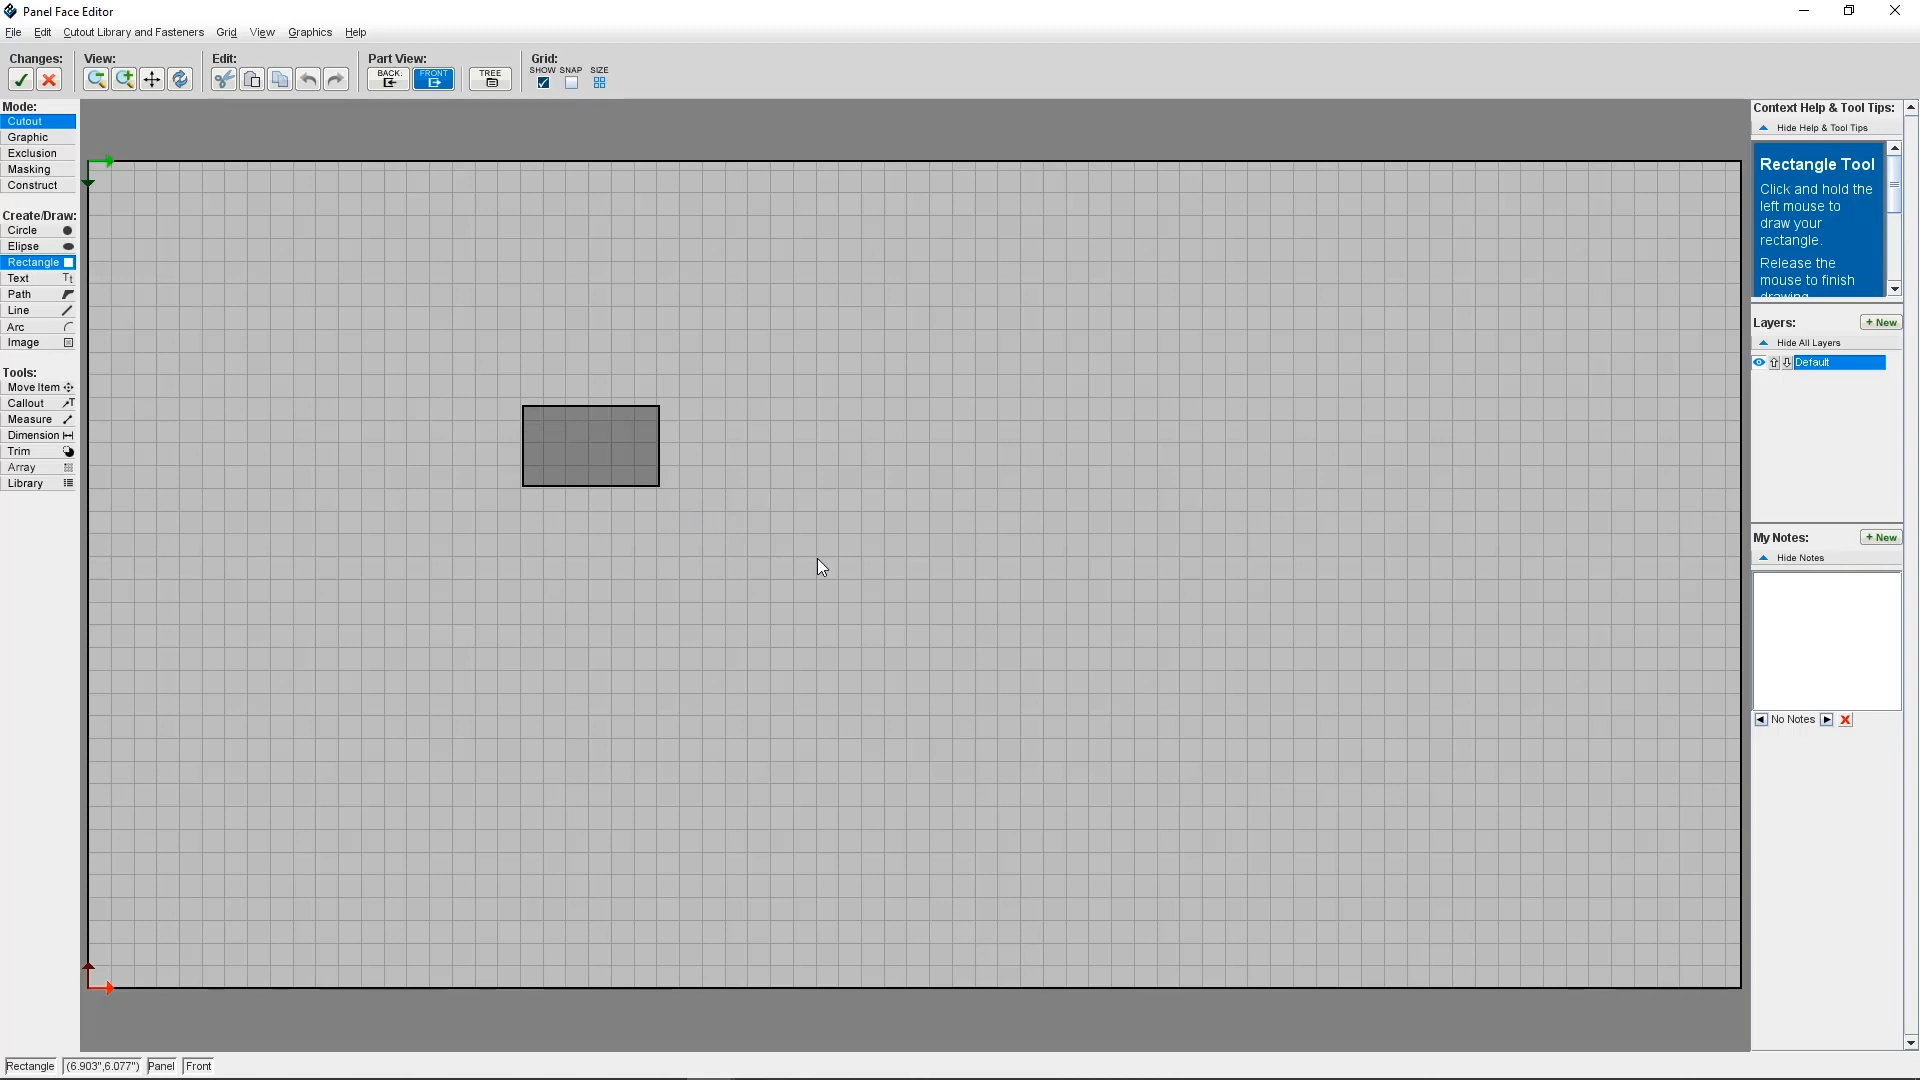 Panel Face Editor
File Edit Cutout Library and Fasteners Grid View Graphics Help
Changes: View: Edit: Part View: Grid:
BACK: FRONT TREE SHOW SNAP SIZE
Mode:
Cutout
Graphic
Exclusion
Masking
Construct
Create/Draw:
Circle
Elipse
Rectangle
Text Tt
Path
Line
Arc
Image
Tools:
Move Item
Callout
Measure
Dimension
Trim
Array
Library
Context Help & Tool Tips:
Hide Help & Tool Tips
Rectangle Tool
Click and hold the
left mouse to
draw your
rectangle.
Release the
mouse to finish
drawing
Layers: + New
Hide All Layers
Default
My Notes: + New
Hide Notes
No Notes
Rectangle (6.903",6.077") Panel Front